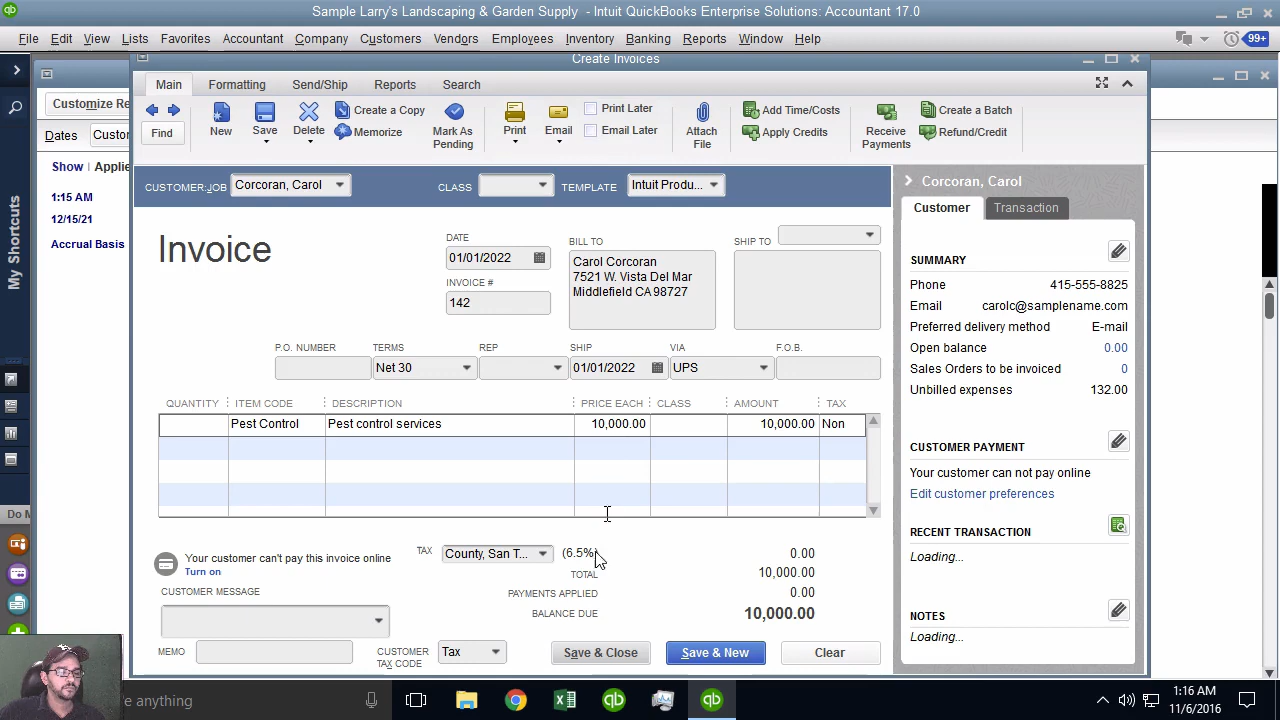 Sample Larry's Landscaping & Garden Supply - Intuit QuickBooks Enterprise Solutions: Accountant 17.0
File Edit View Lists Favorites Accountant Company Customers Vendors Employees Inventory Banking Reports Window Help
99+
Create Invoices
Main Formatting Send/Ship Reports Search
Find
New
Save
Delete
Create a Copy
Memorize
Mark As
Pending
Print
Email
Print Later
Email Later
Attach
File
Add Time/Costs
Apply Credits
Receive
Payments
Create a Batch
Refund/Credit
My Shortcuts
Customize Re
Dates Custor
Show Applie
1:15 AM
12/15/21
Accrual Basis
CUSTOMER:JOB Corcoran, Carol CLASS TEMPLATE Intuit Produ...
Invoice
DATE
01/01/2022
INVOICE #
142
BILL TO
Carol Corcoran
7521 W. Vista Del Mar
Middlefield CA 98727
SHIP TO
P.O. NUMBER TERMS REP SHIP VIA F.O.B.
Net 30 01/01/2022 UPS
QUANTITY ITEM CODE DESCRIPTION PRICE EACH CLASS AMOUNT TAX
Pest Control Pest control services 10,000.00 10,000.00 Non
Your customer can't pay this invoice online
Turn on
TAX County, San T... (6.5%) 0.00
TOTAL 10,000.00
PAYMENTS APPLIED 0.00
BALANCE DUE 10,000.00
CUSTOMER MESSAGE
MEMO
CUSTOMER
TAX CODE
Tax
Save & Close Save & New Clear
Corcoran, Carol
Customer Transaction
SUMMARY
Phone 415-555-8825
Email carolc@samplename.com
Preferred delivery method E-mail
Open balance 0.00
Sales Orders to be invoiced 0
Unbilled expenses 132.00
CUSTOMER PAYMENT
Your customer can not pay online
Edit customer preferences
RECENT TRANSACTION
Loading...
NOTES
Loading...
Do M
e anything
1:16 AM
11/6/2016